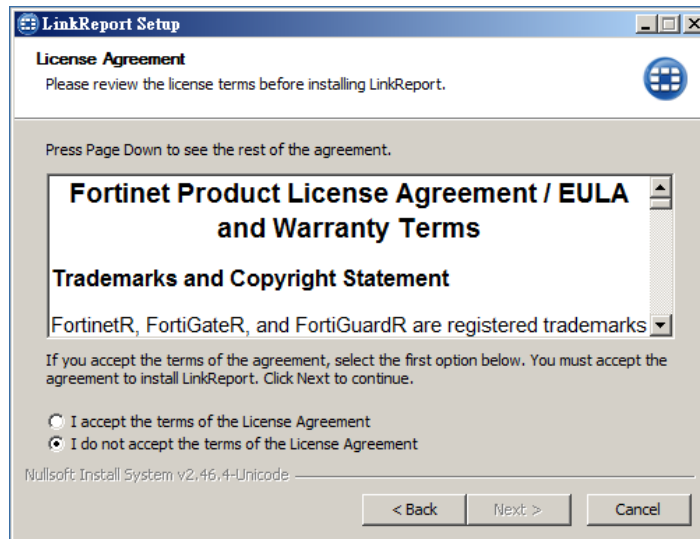 LinkReport Setup
License Agreement
Please review the license terms before installing LinkReport.
Press Page Down to see the rest of the agreement.
Fortinet Product License Agreement / EULA
and Warranty Terms
Trademarks and Copyright Statement
FortinetR, FortiGateR, and FortiGuardR are registered trademarks
If you accept the terms of the agreement, select the first option below. You must accept the
agreement to install LinkReport. Click Next to continue.
I accept the terms of the License Agreement
I do not accept the terms of the License Agreement
Nullsoft Install System v2.46.4-Unicode
< Back Next > Cancel